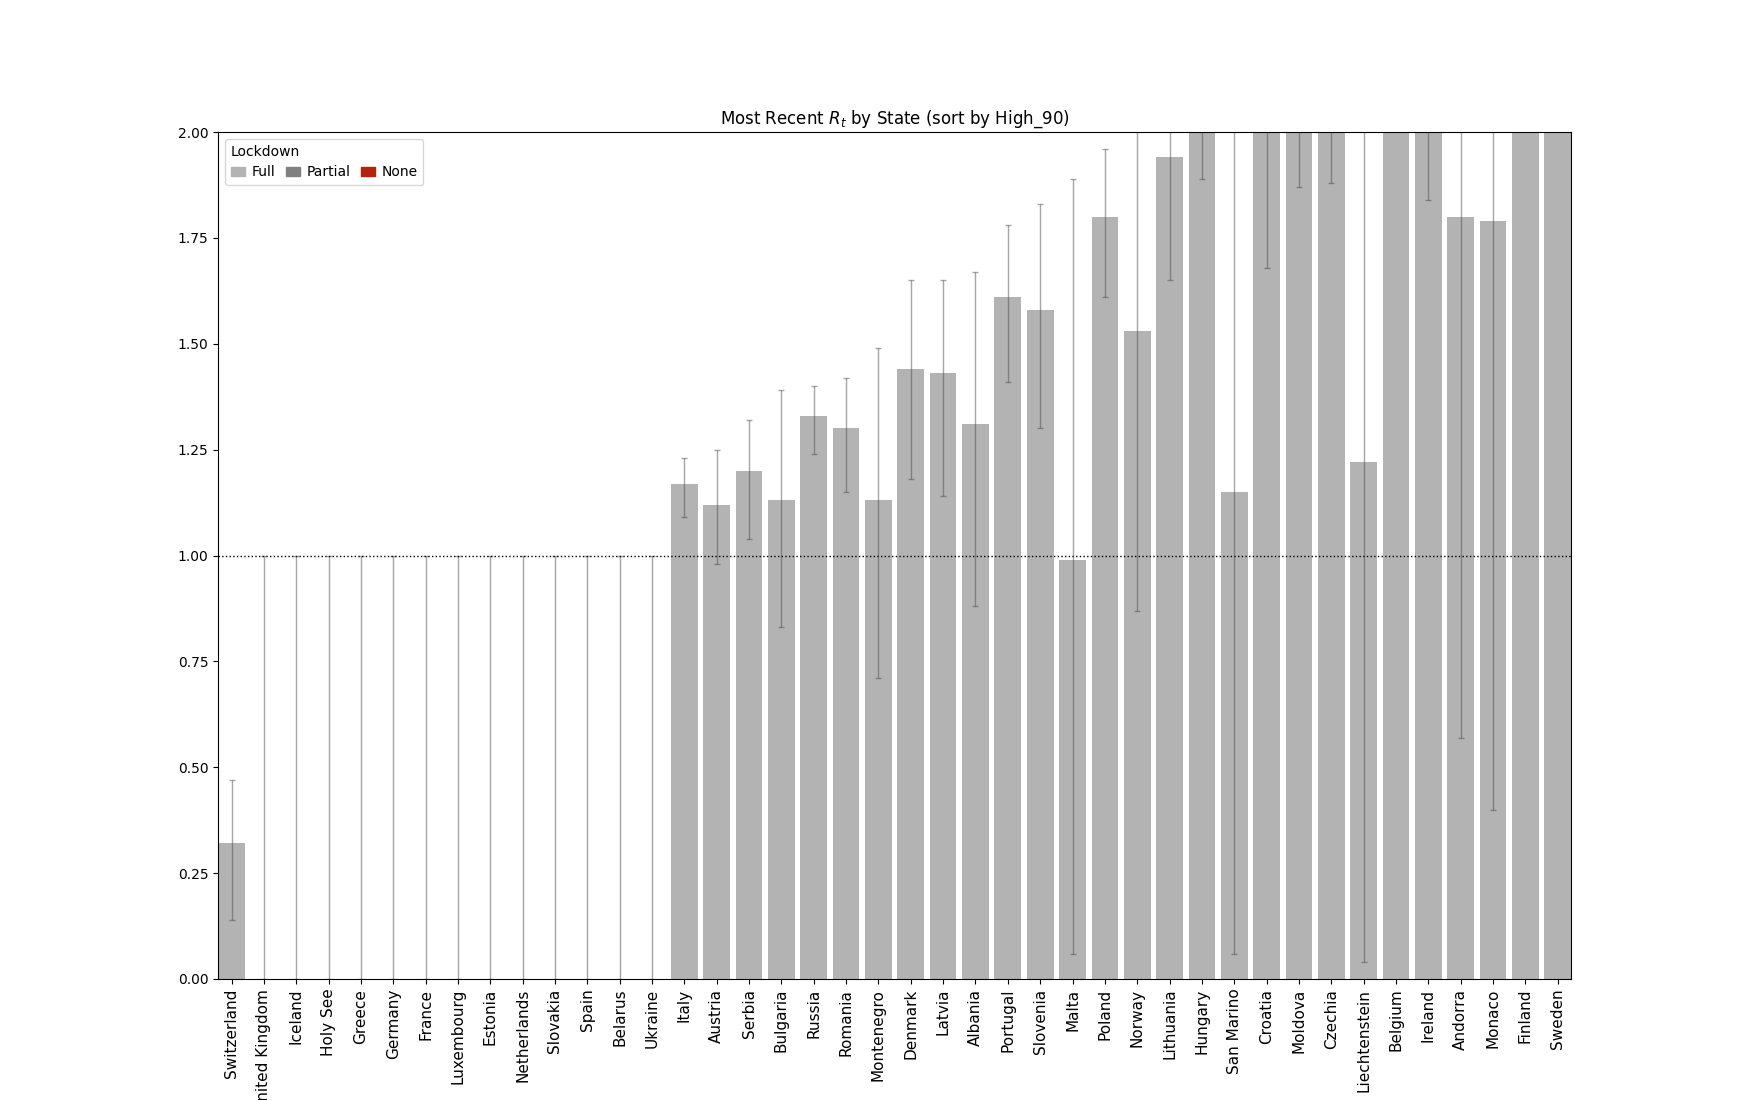 Most Recent R_t by State (sort by High_90)
Lockdown
Full Partial None
2.00
1.75
1.50
1.25
1.00
0.75
0.50
0.25
0.00
Switzerland
nited Kingdom
Iceland
Holy See
Greece
Germany
France
Luxembourg
Estonia
Netherlands
Slovakia
Spain
Belarus
Ukraine
Italy
Austria
Serbia
Bulgaria
Russia
Romania
Montenegro
Denmark
Latvia
Albania
Portugal
Slovenia
Malta
Poland
Norway
Lithuania
Hungary
San Marino
Croatia
Moldova
Czechia
Liechtenstein
Belgium
Ireland
Andorra
Monaco
Finland
Sweden